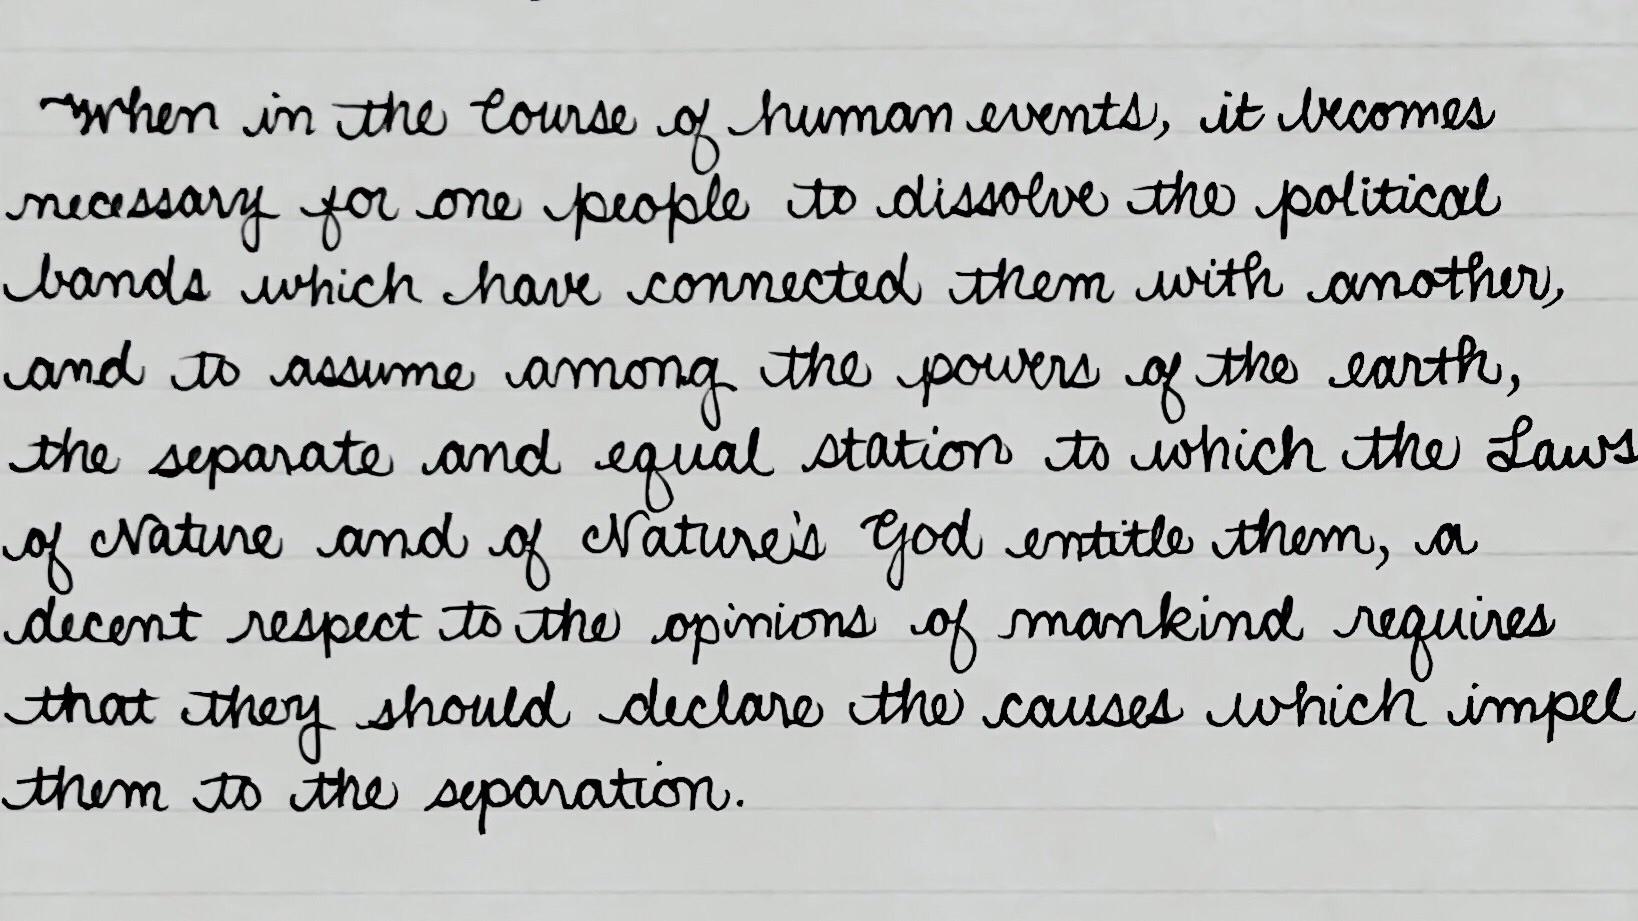 When in the Course of human events, it becomes
necessary for one people to dissolve the political
bands which have connected them with another,
and to assume among the powers of the earth,
the separate and equal station to which the Laws
of Nature and of Nature's God entitle them, a
decent respect to the opinions of mankind requires
that they should declare the causes which impel
them to the separation.